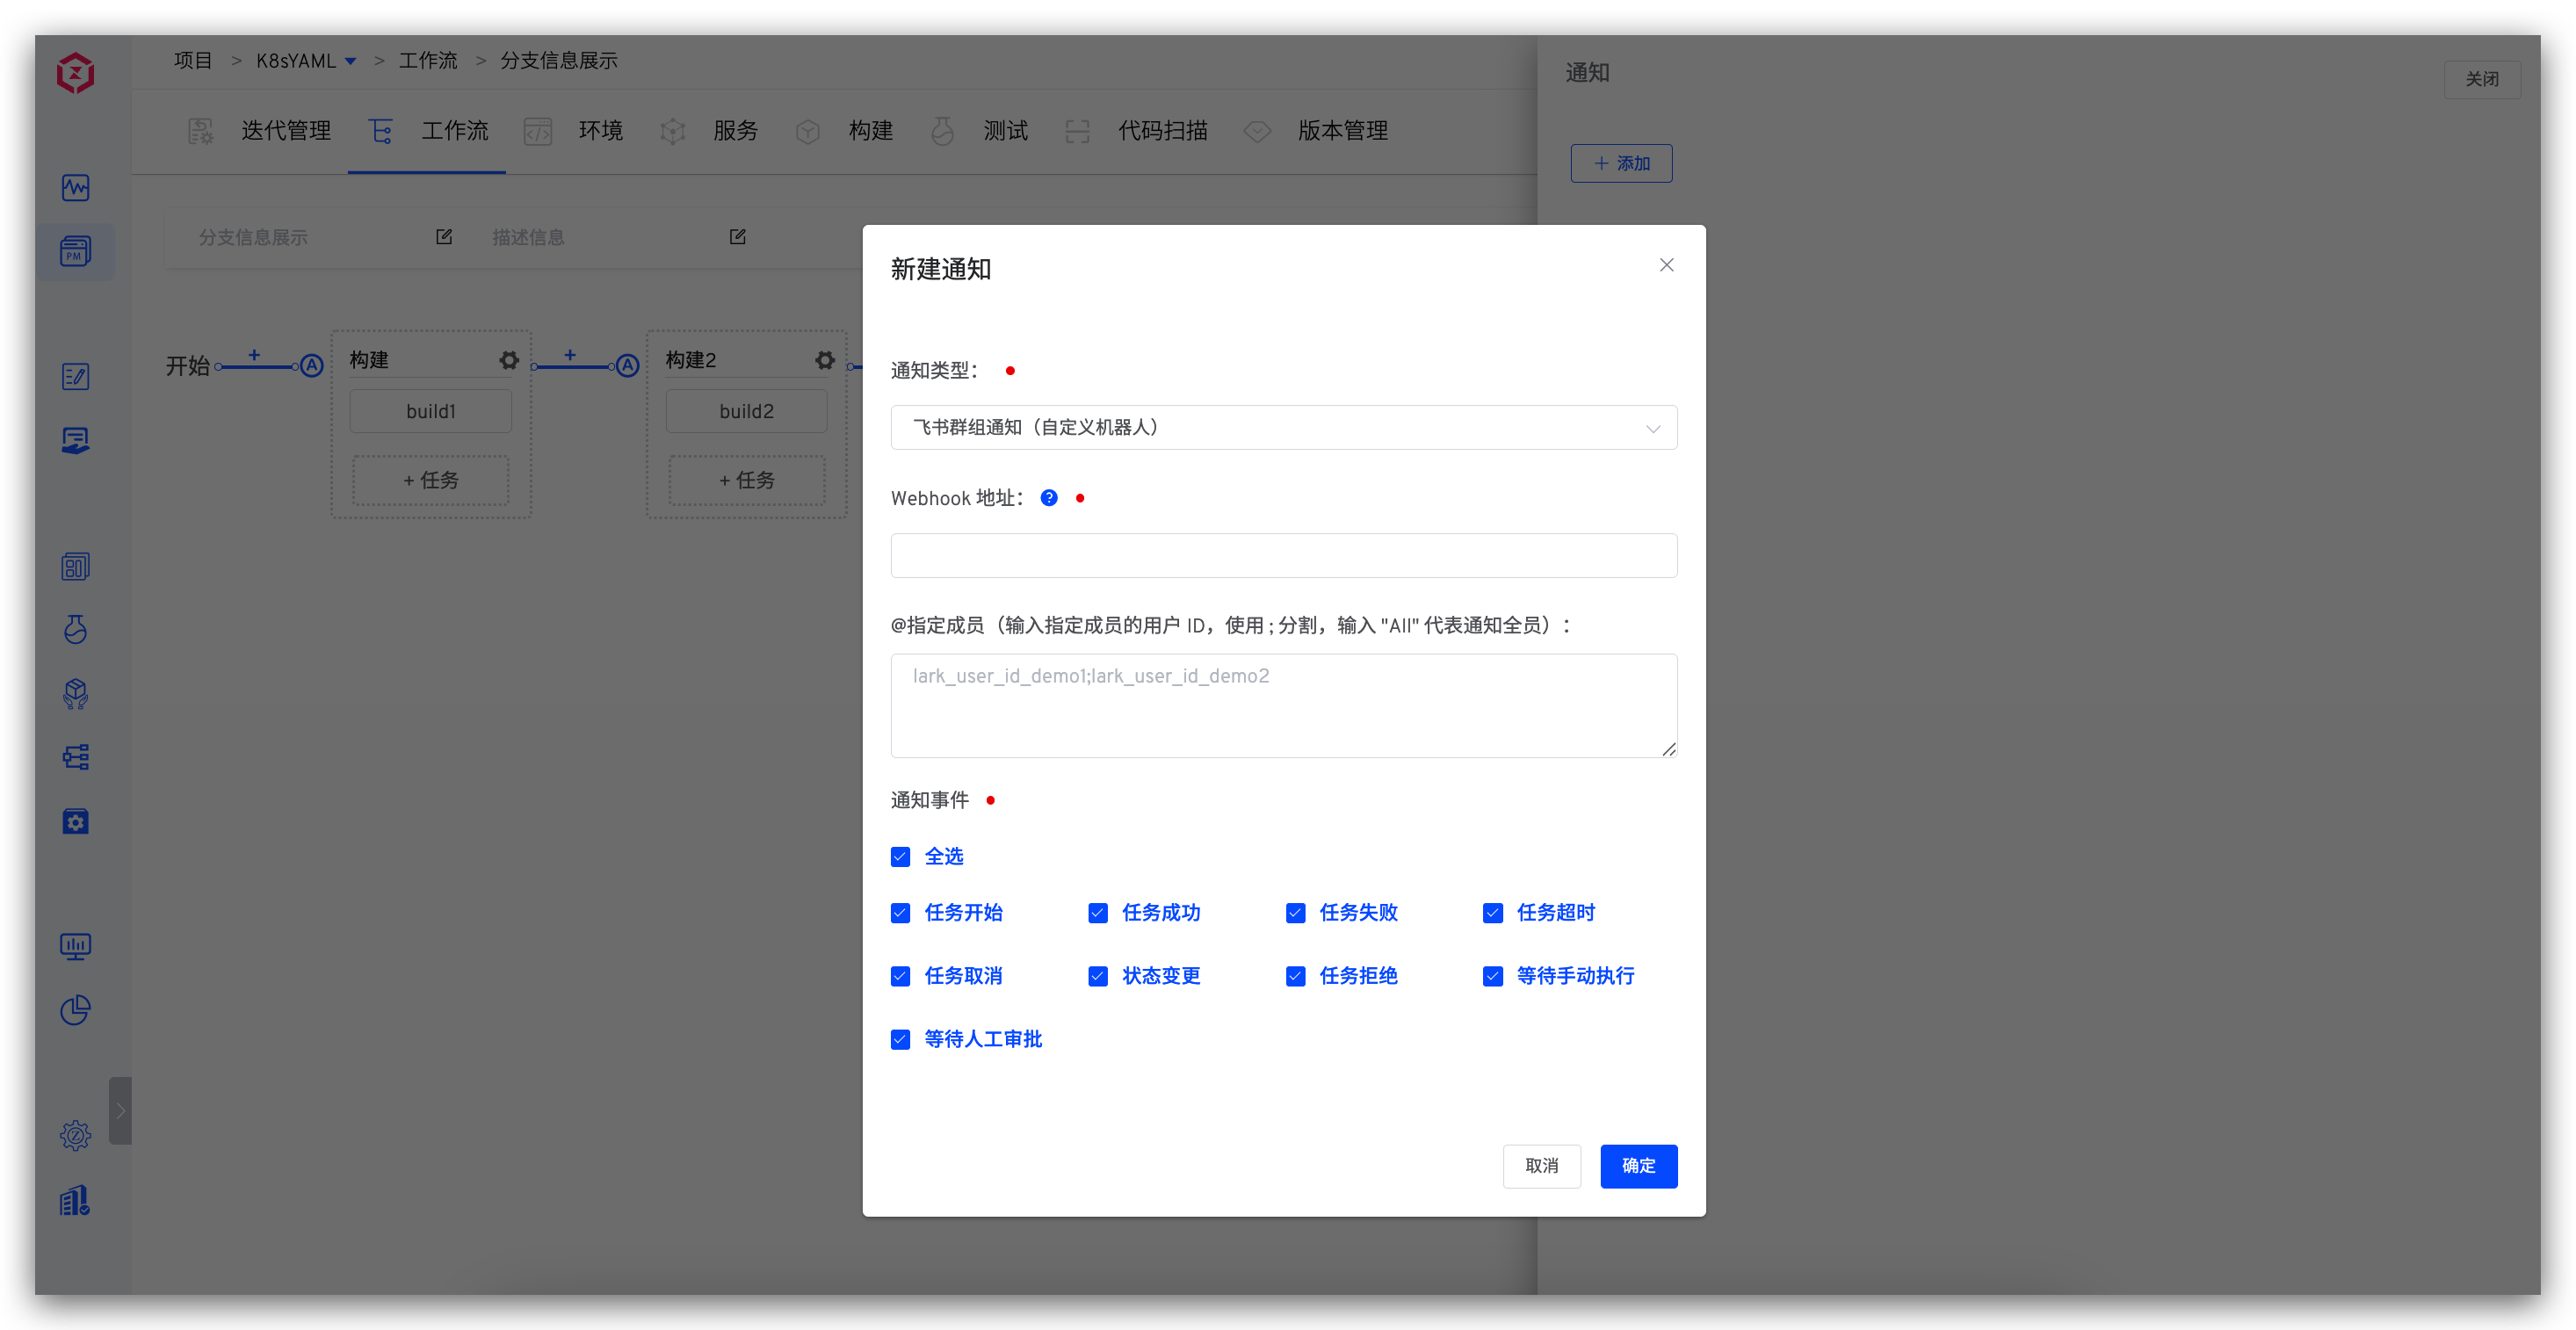 项目 > K8sYAML > 工作流 > 分支信息展示
通知
关闭
迭代管理 工作流 环境 服务 构建 测试 代码扫描 版本管理
+ 添加
PM
分支信息展示 描述信息
开始 + A 构建 + A 构建2
build1 build2
+ 任务 + 任务
新建通知
通知类型：
飞书群组通知（自定义机器人）
Webhook 地址： ?
@指定成员（输入指定成员的用户 ID，使用 ; 分割，输入 "All" 代表通知全员）：
lark_user_id_demo1;lark_user_id_demo2
通知事件
全选
任务开始 任务成功 任务失败 任务超时
任务取消 状态变更 任务拒绝 等待手动执行
等待人工审批
取消 确定